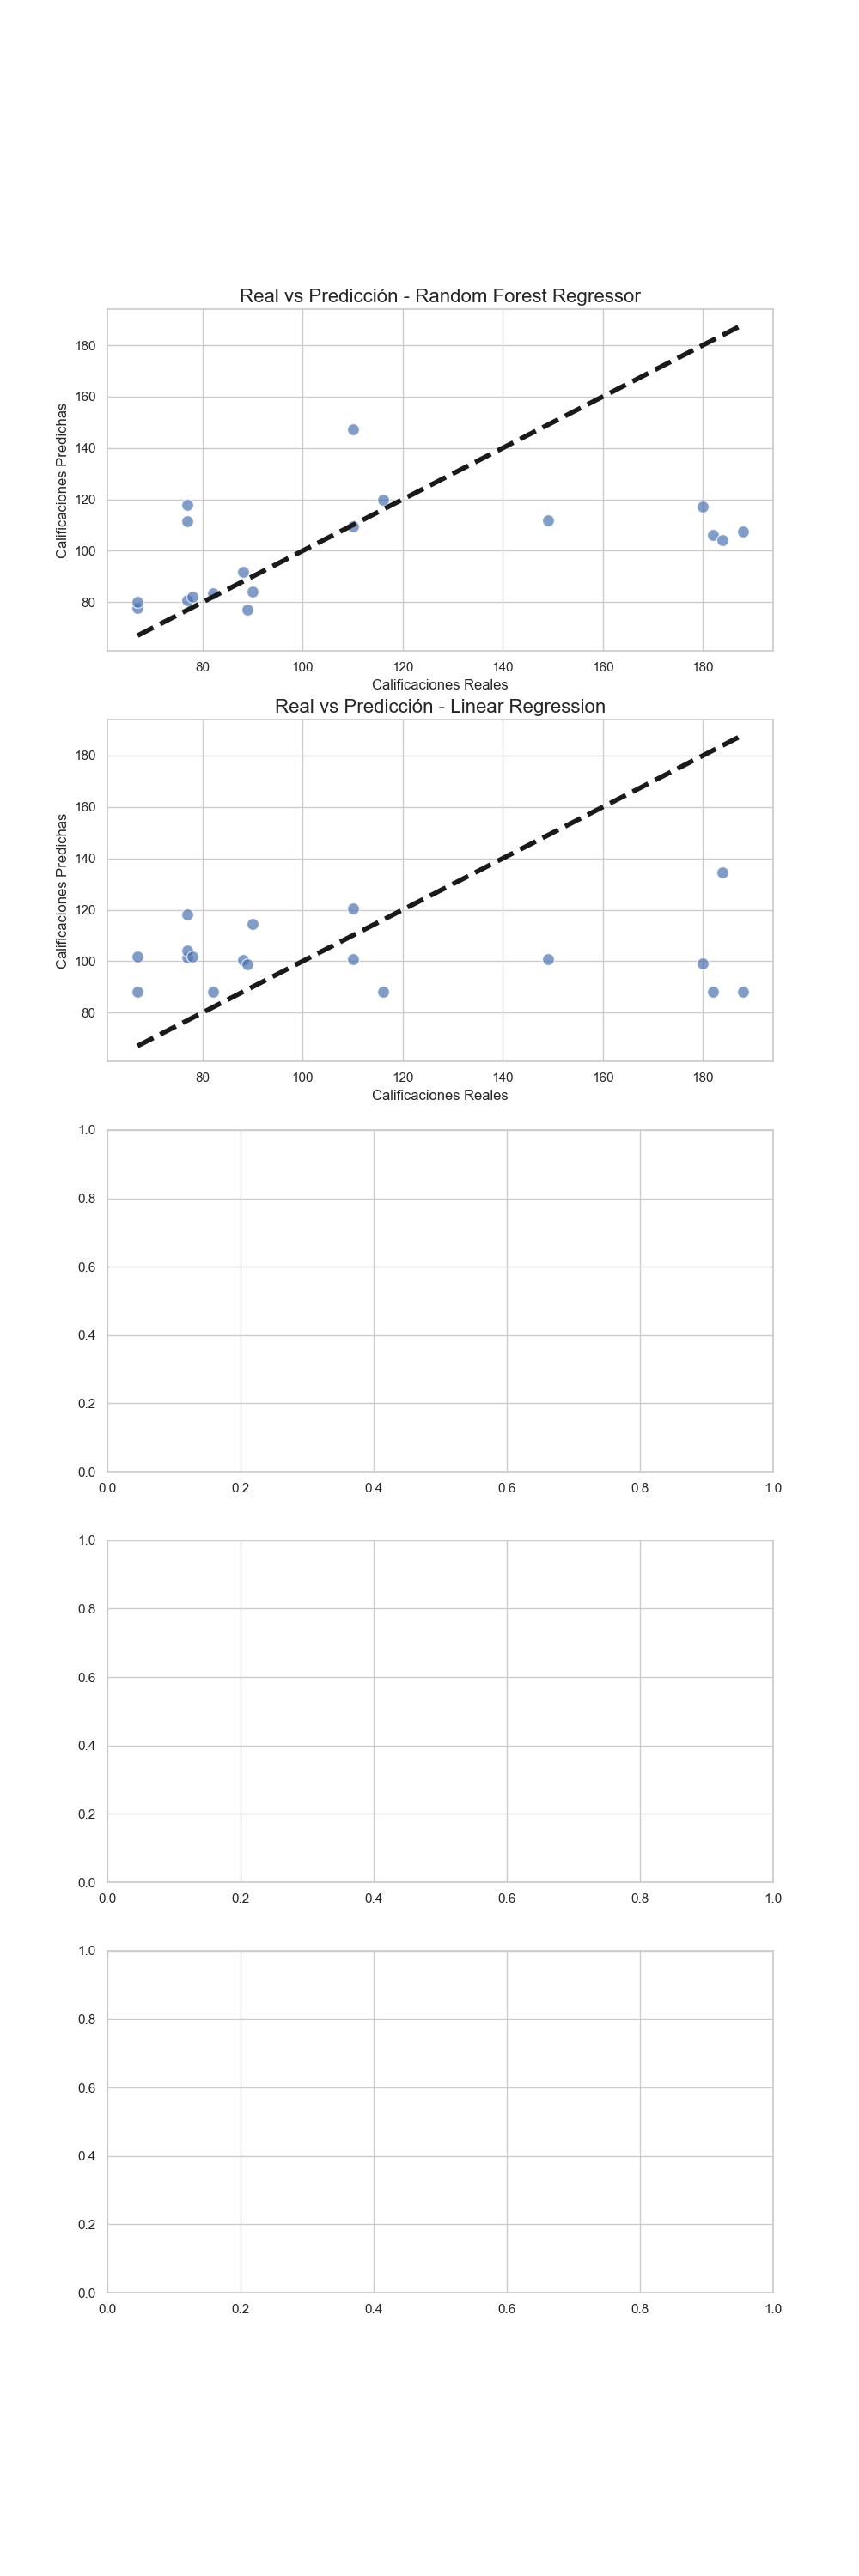 Real vs Predicción - Random Forest Regressor
180
160
140
120
100
80
Calificaciones Predichas
80 100 120 140 160 180
Calificaciones Reales
Real vs Predicción - Linear Regression
180
160
140
120
100
80
Calificaciones Predichas
80 100 120 140 160 180
Calificaciones Reales
1.0
0.8
0.6
0.4
0.2
0.0
0.0 0.2 0.4 0.6 0.8 1.0
1.0
0.8
0.6
0.4
0.2
0.0
0.0 0.2 0.4 0.6 0.8 1.0
1.0
0.8
0.6
0.4
0.2
0.0
0.0 0.2 0.4 0.6 0.8 1.0